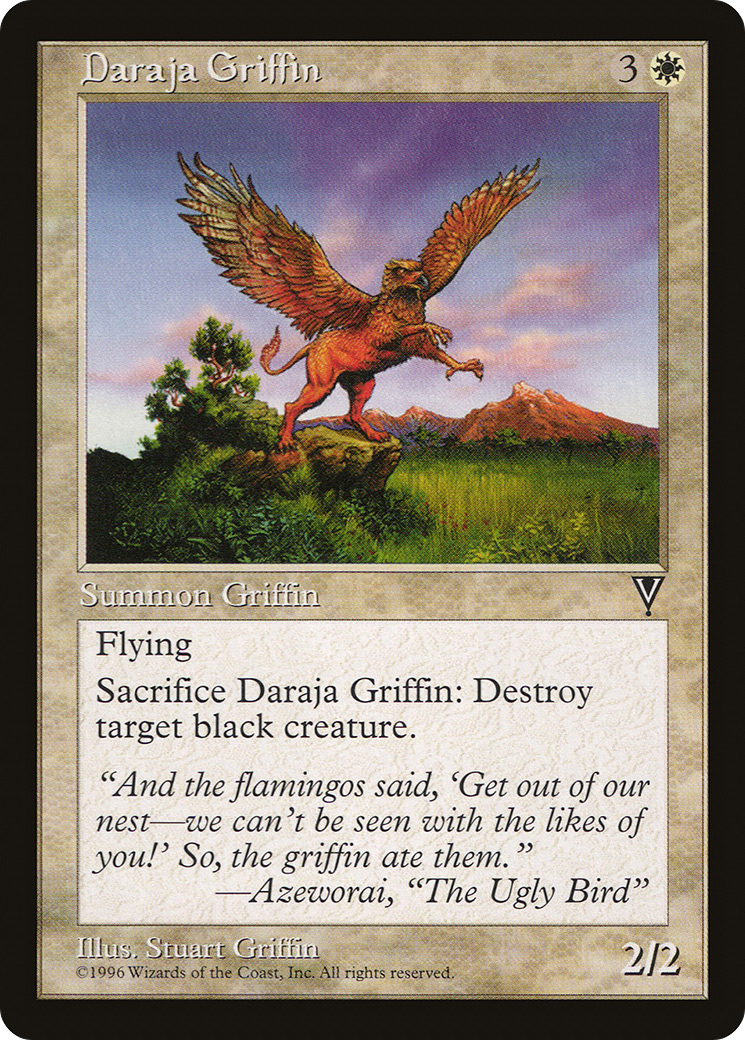 Daraja Griffin 3
Summon Griffin
Flying
Sacrifice Daraja Griffin: Destroy
target black creature.
“And the flamingos said, ‘Get out of our
nest—we can’t be seen with the likes of
you!’ So, the griffin ate them.”
—Azeworai, “The Ugly Bird”
Illus. Stuart Griffin
©1996 Wizards of the Coast, Inc. All rights reserved.
2/2